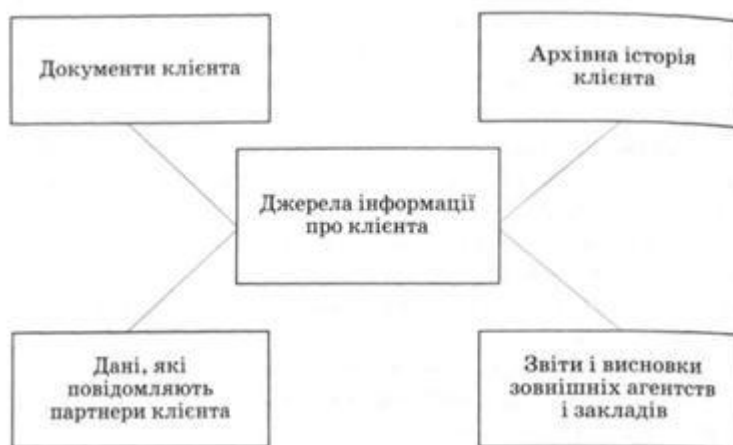 Документи клієнта
Архівна історія
клієнта
Джерела інформації
про клієнта
Дані, які
повідомляють
партнери клієнта
Звіти і висновки
зовнішніх агентств
і закладів